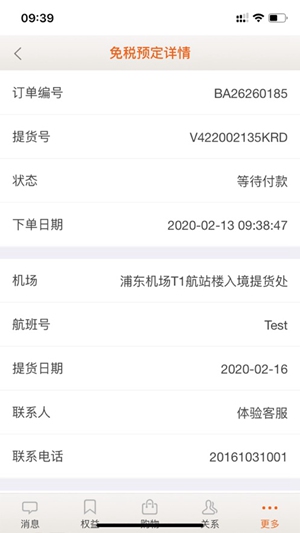 09:39
免税预定详情
订单编号 BA26260185
提货号 V422002135KRD
状态 等待付款
下单日期 2020-02-13 09:38:47
机场 浦东机场T1航站楼入境提货处
航班号 Test
提货日期 2020-02-16
联系人 体验客服
联系电话 20161031001
消息 权益 购物 关系 更多